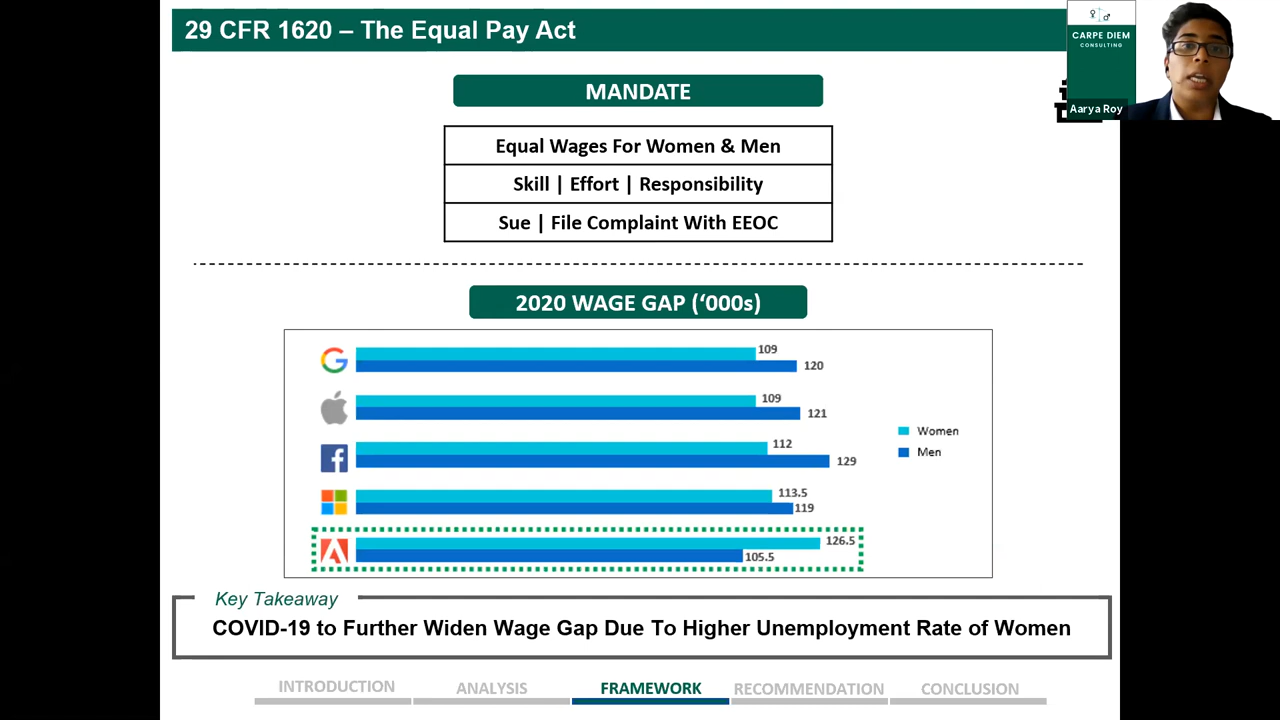 29 CFR 1620 – The Equal Pay Act
CARPE DIEM
CONSULTING
Aarya Roy
MANDATE
Equal Wages For Women & Men
Skill | Effort | Responsibility
Sue | File Complaint With EEOC
2020 WAGE GAP (‘000s)
109
120
109
121
112
129
113.5
119
126.5
105.5
Women
Men
Key Takeaway
COVID-19 to Further Widen Wage Gap Due To Higher Unemployment Rate of Women
INTRODUCTION
ANALYSIS
FRAMEWORK
RECOMMENDATION
CONCLUSION